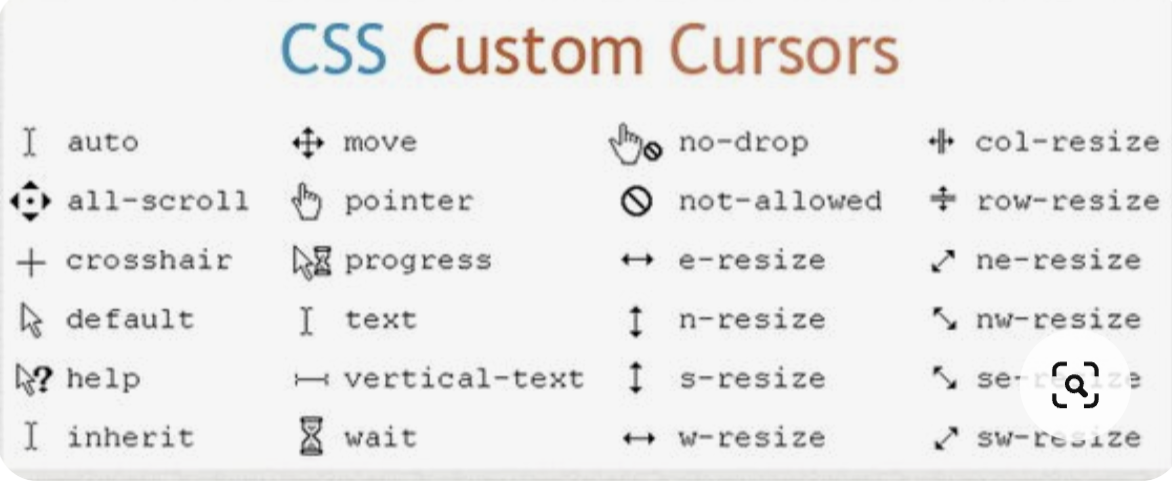 CSS Custom Cursors
auto move no-drop col-resize
all-scroll pointer not-allowed row-resize
crosshair progress e-resize ne-resize
default text n-resize nw-resize
help vertical-text s-resize se-resize
inherit wait w-resize sw-resize